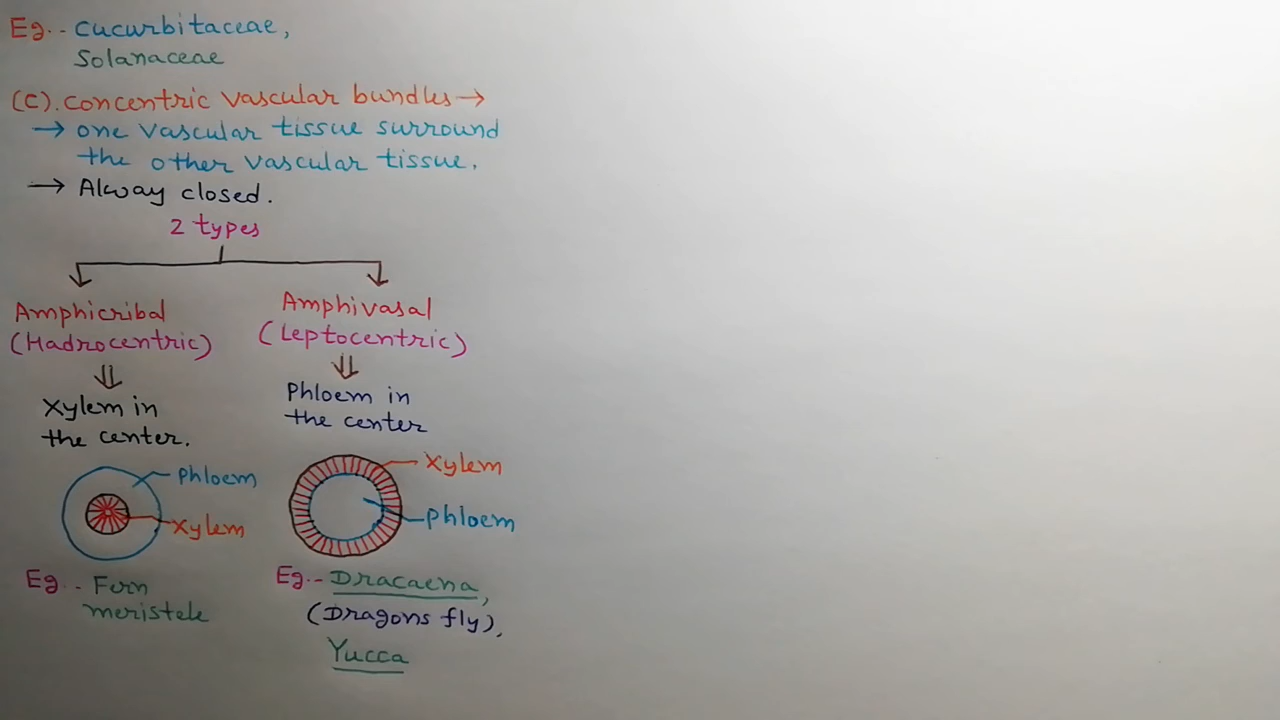 Eg.- Cucurbitaceae,
Solanaceae
(C). Concentric vascular bundles →
→ one vascular tissue surround
the other vascular tissue.
→ Alway closed.
2 types
Amphicribal
(Hadrocentric)
Xylem in
the center.
Phloem
Xylem
Eg.- Fern
meristele
Amphivasal
(Leptocentric)
Phloem in
the center
Xylem
Phloem
Eg.- Dracaena,
(Dragons fly),
Yucca